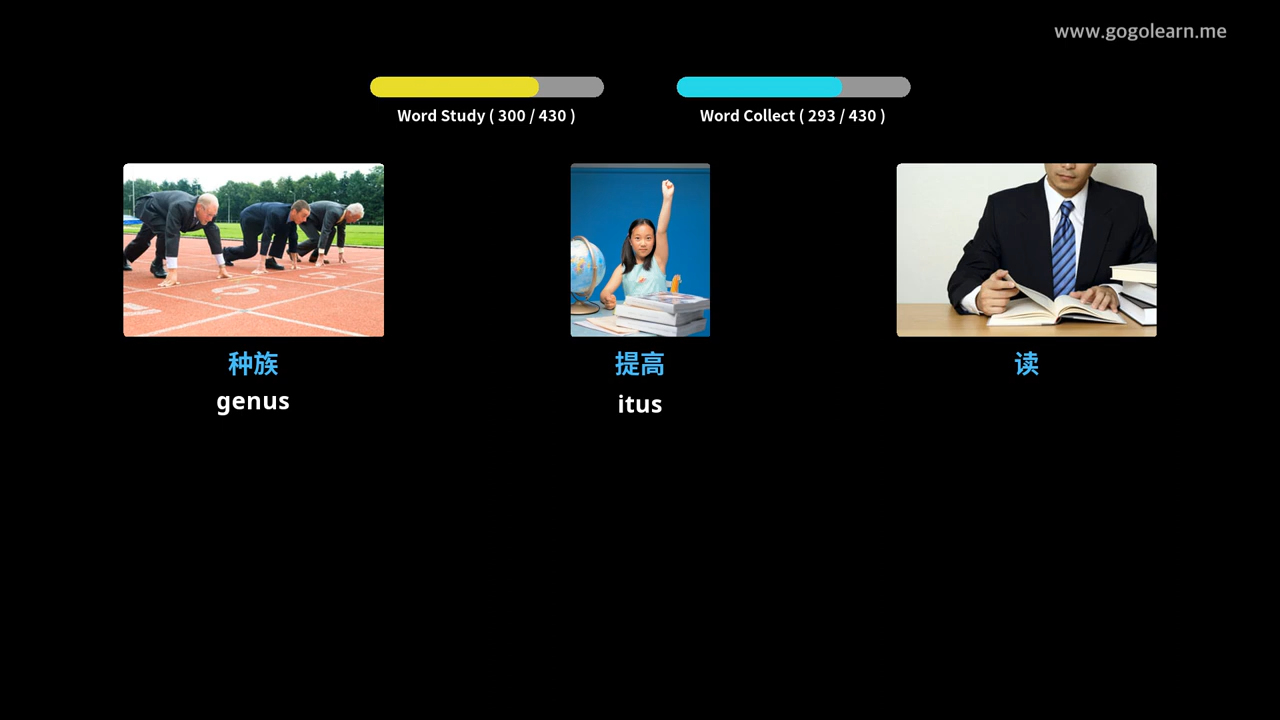 www.gogolearn.me
Word Study ( 300 / 430 )
Word Collect ( 293 / 430 )
种族
提高
读
genus
itus